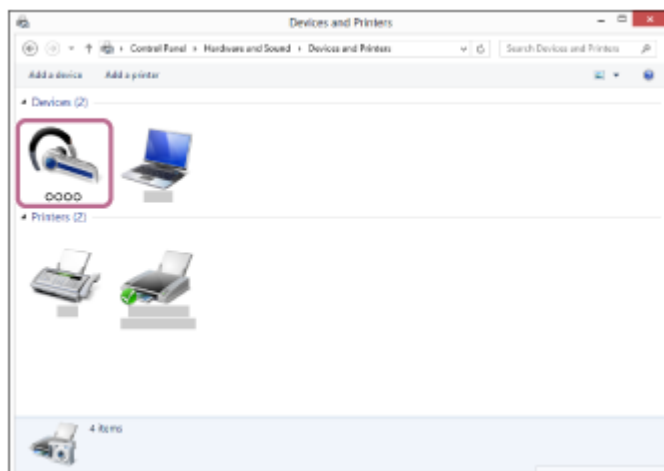 Devices and Printers
Control Panel › Hardware and Sound › Devices and Printers
Search Devices and Printers
Add a device Add a printer
Devices (2)
oooo
Printers (2)
4 items